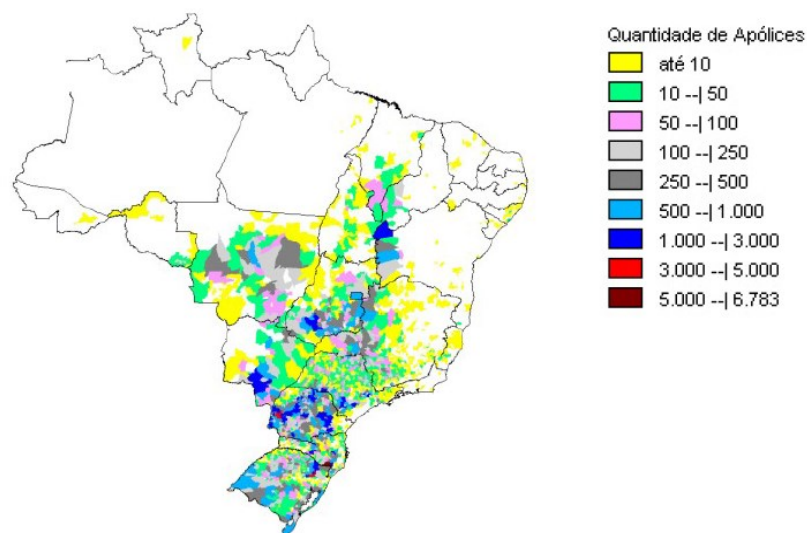 Quantidade de Apólices
até 10
10 --| 50
50 --| 100
100 --| 250
250 --| 500
500 --| 1.000
1.000 --| 3.000
3.000 --| 5.000
5.000 --| 6.783